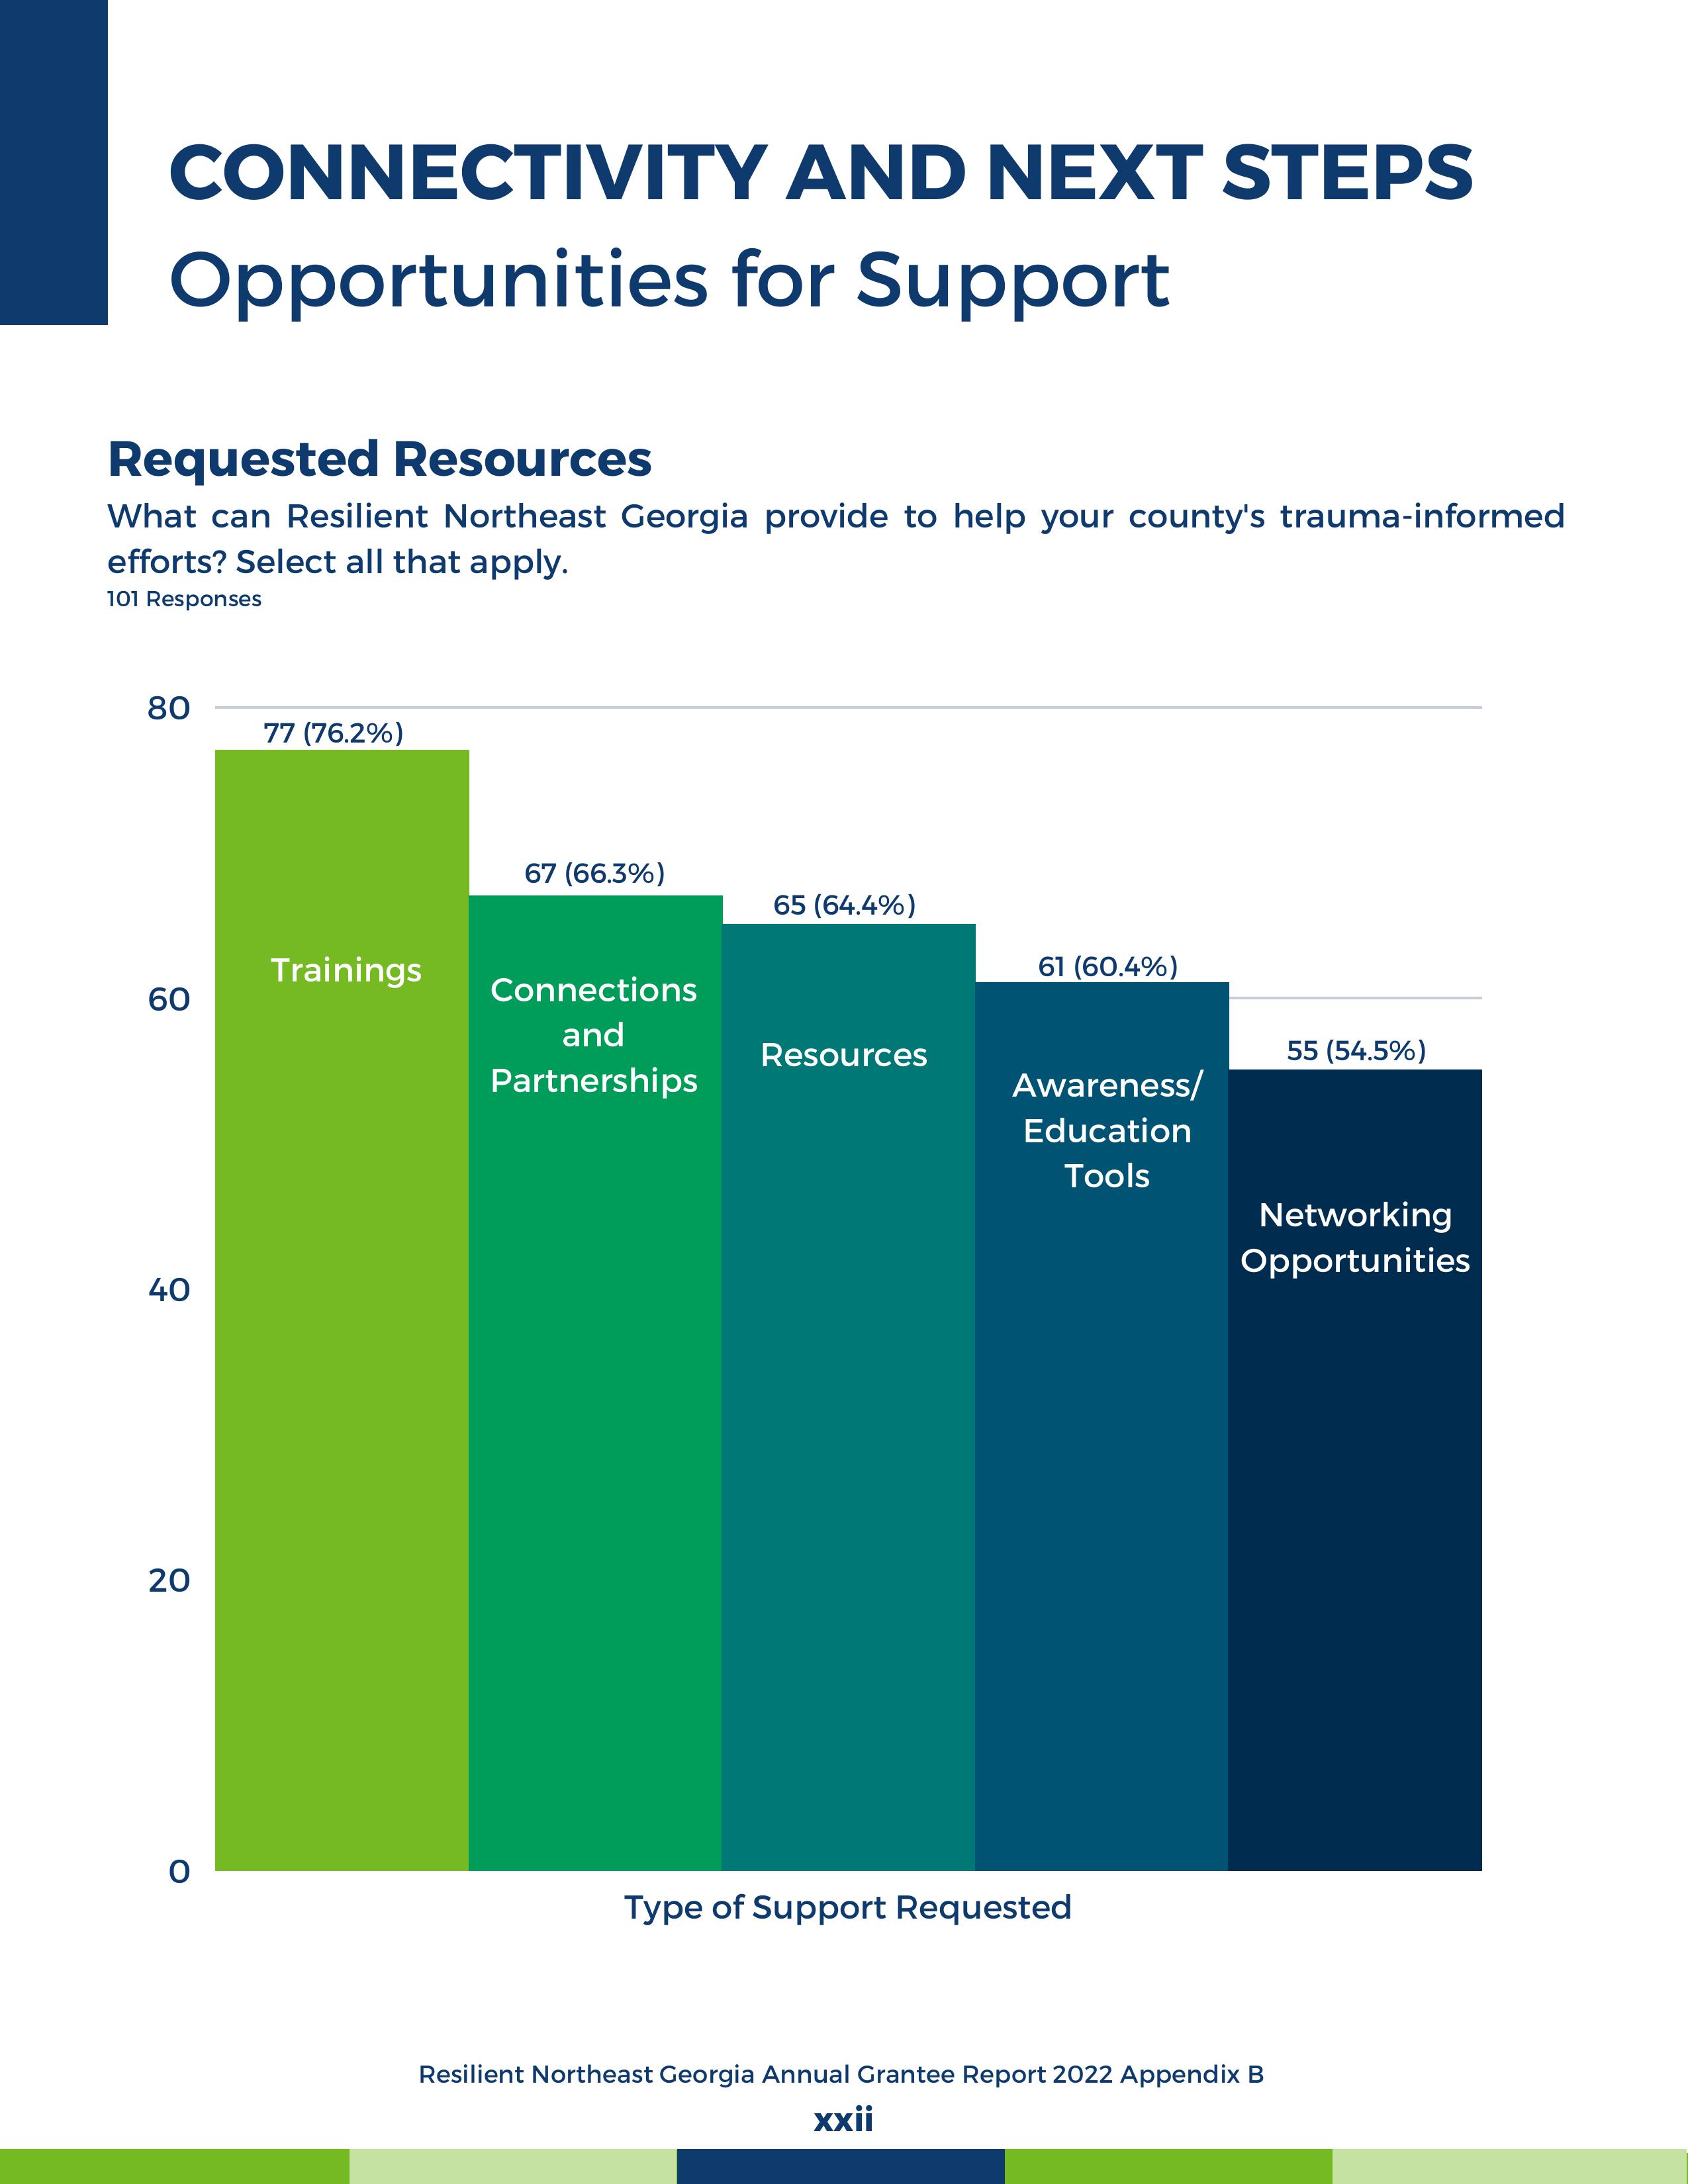 CONNECTIVITY AND NEXT STEPS
Opportunities for Support
Requested Resources
What can Resilient Northeast Georgia provide to help your county's trauma-informed
efforts? Select all that apply.
101 Responses
80
77 (76.2%)
67 (66.3%)
65 (64.4%)
61 (60.4%)
55 (54.5%)
60
40
20
0
Trainings
Connections
and
Partnerships
Resources
Awareness/
Education
Tools
Networking
Opportunities
Type of Support Requested
Resilient Northeast Georgia Annual Grantee Report 2022 Appendix B
xxii